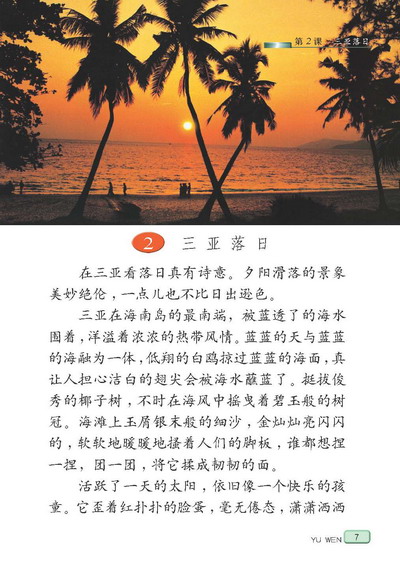 第2课 三亚落日
2 三亚落日
在三亚看落日真有诗意。夕阳滑落的景象
美妙绝伦，一点儿也不比日出逊色。
三亚在海南岛的最南端，被蓝透了的海水
围着，洋溢着浓浓的热带风情。蓝蓝的天与蓝蓝
的海融为一体，低翔的白鸥掠过蓝蓝的海面，真
让人担心洁白的翅尖会被海水蘸蓝了。挺拔俊
秀的椰子树，不时在海风中摇曳着碧玉般的树
冠。海滩上玉屑银末般的细沙，金灿灿亮闪闪
的，软软地暖暖地搔着人们的脚板，谁都想捏
一捏，团一团，将它揉成韧韧的面。
活跃了一天的太阳，依旧像一个快乐的孩
童。它歪着红扑扑的脸蛋，毫无倦态，潇潇洒洒
YU WEN 7